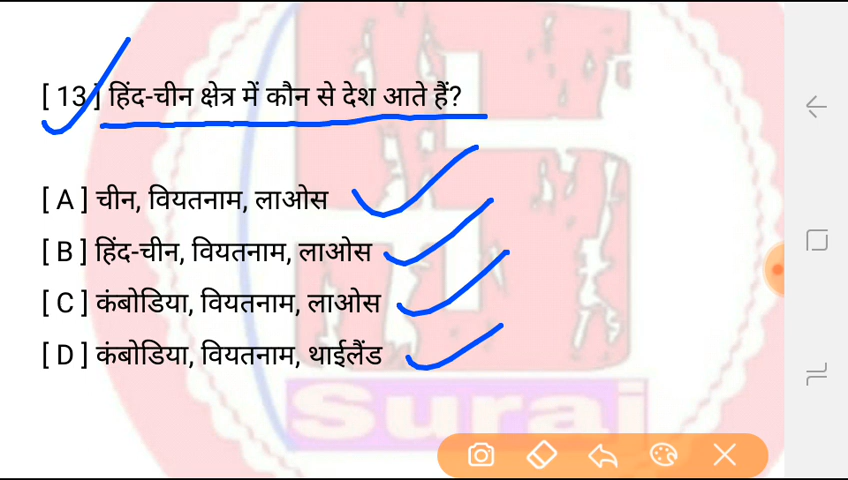 [ 13 ] हिंद-चीन क्षेत्र में कौन से देश आते हैं?
[ A ] चीन, वियतनाम, लाओस
[ B ] हिंद-चीन, वियतनाम, लाओस
[ C ] कंबोडिया, वियतनाम, लाओस
[ D ] कंबोडिया, वियतनाम, थाईलैंड
Suraj